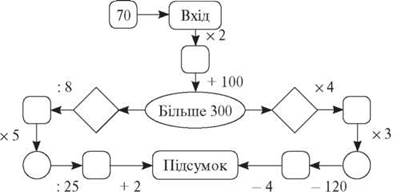 70 Вхід
× 2
+ 100
: 8 Більше 300 × 4
× 5 × 3
: 25 + 2 Підсумок – 4 – 120